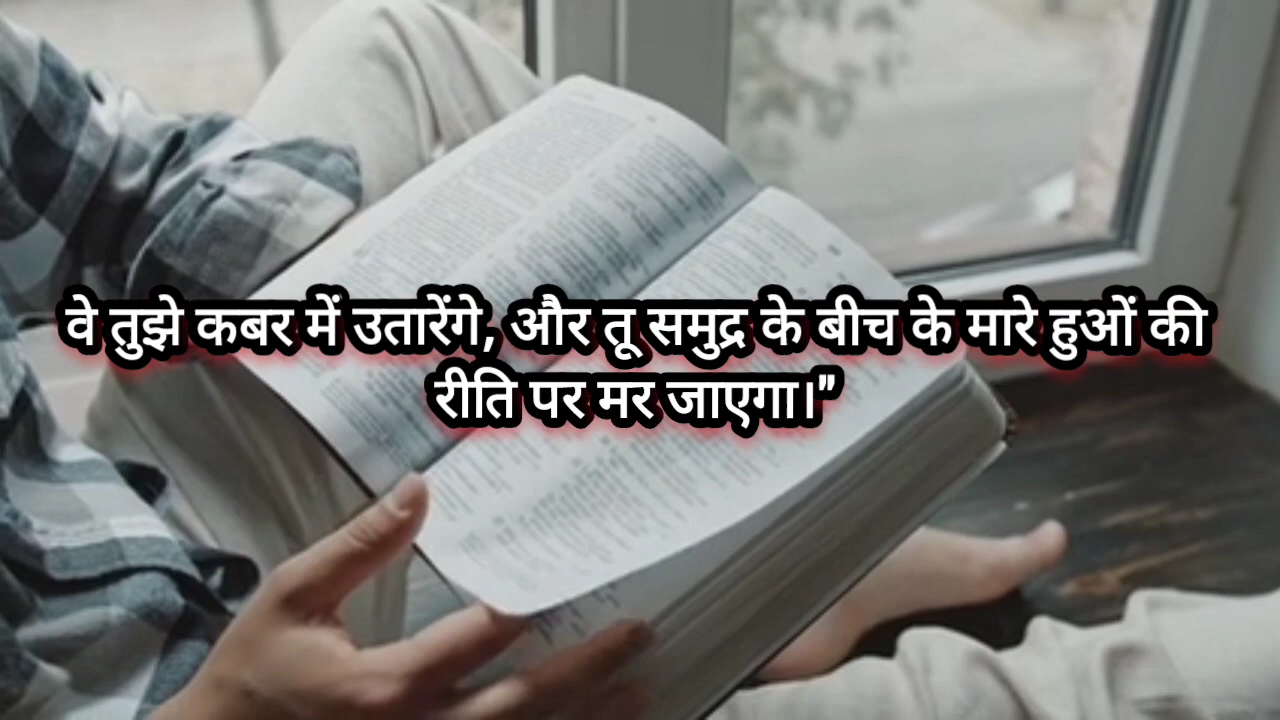 वे तुझे कबर में उतारेंगे, और तू समुद्र के बीच के मारे हुओं की
रीति पर मर जाएगा।"